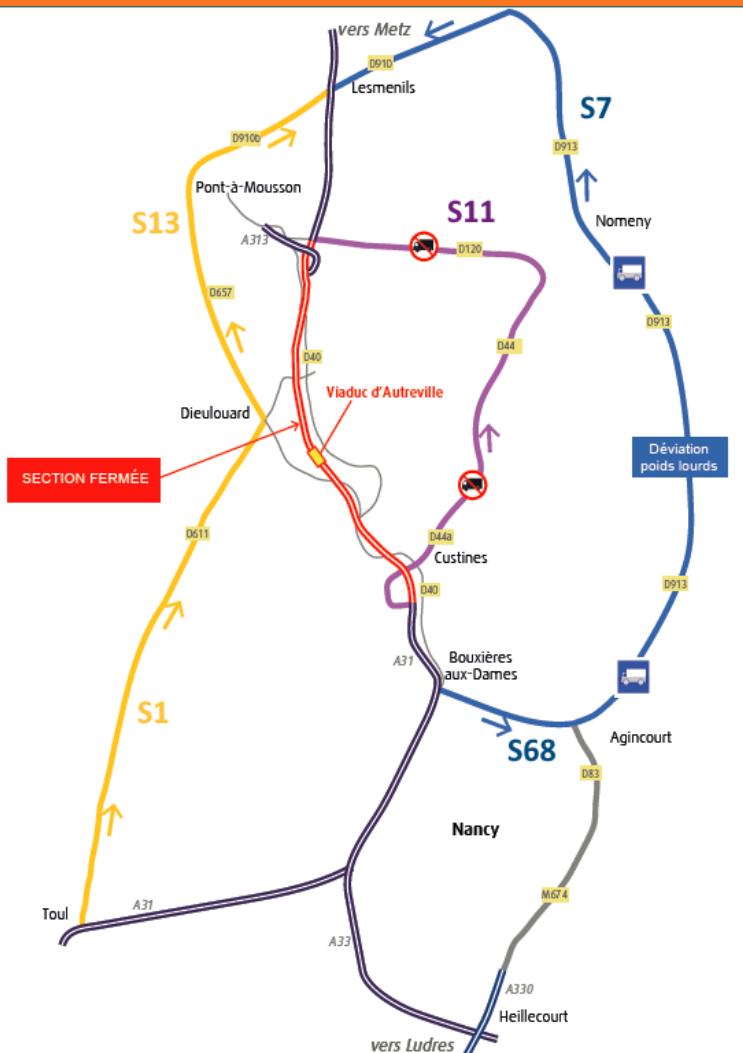 vers Metz
D910
Lesmenils
S7
D910b
D913
Pont-à-Mousson
S13
S11
Nomeny
A313
D120
D657
D913
D44
D40
Viaduc d'Autreville
Dieulouard
Déviation
poids lourds
SECTION FERMÉE
D611
D44a
Custines
D913
D40
A31
Bouxières
aux-Dames
S1
S68
Agincourt
D83
Nancy
M674
A31
Toul
A33
A330
Heillecourt
vers Ludres